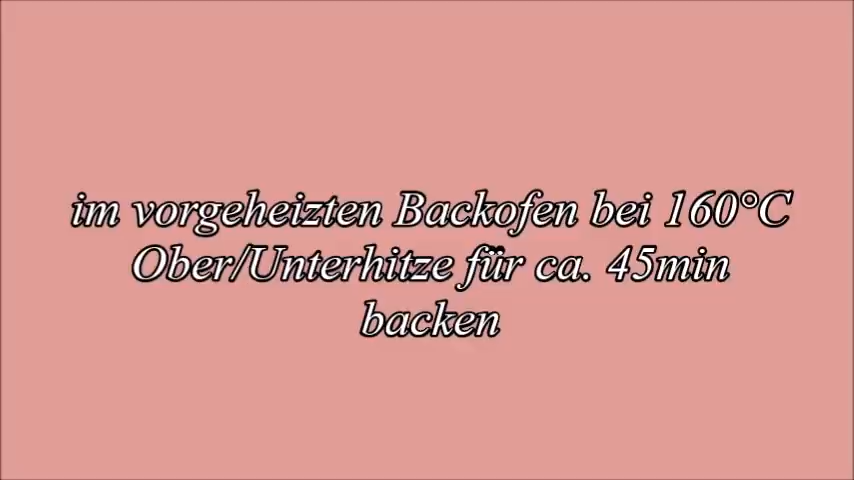 im vorgeheizten Backofen bei 160°C
Ober/Unterhitze für ca. 45min
backen